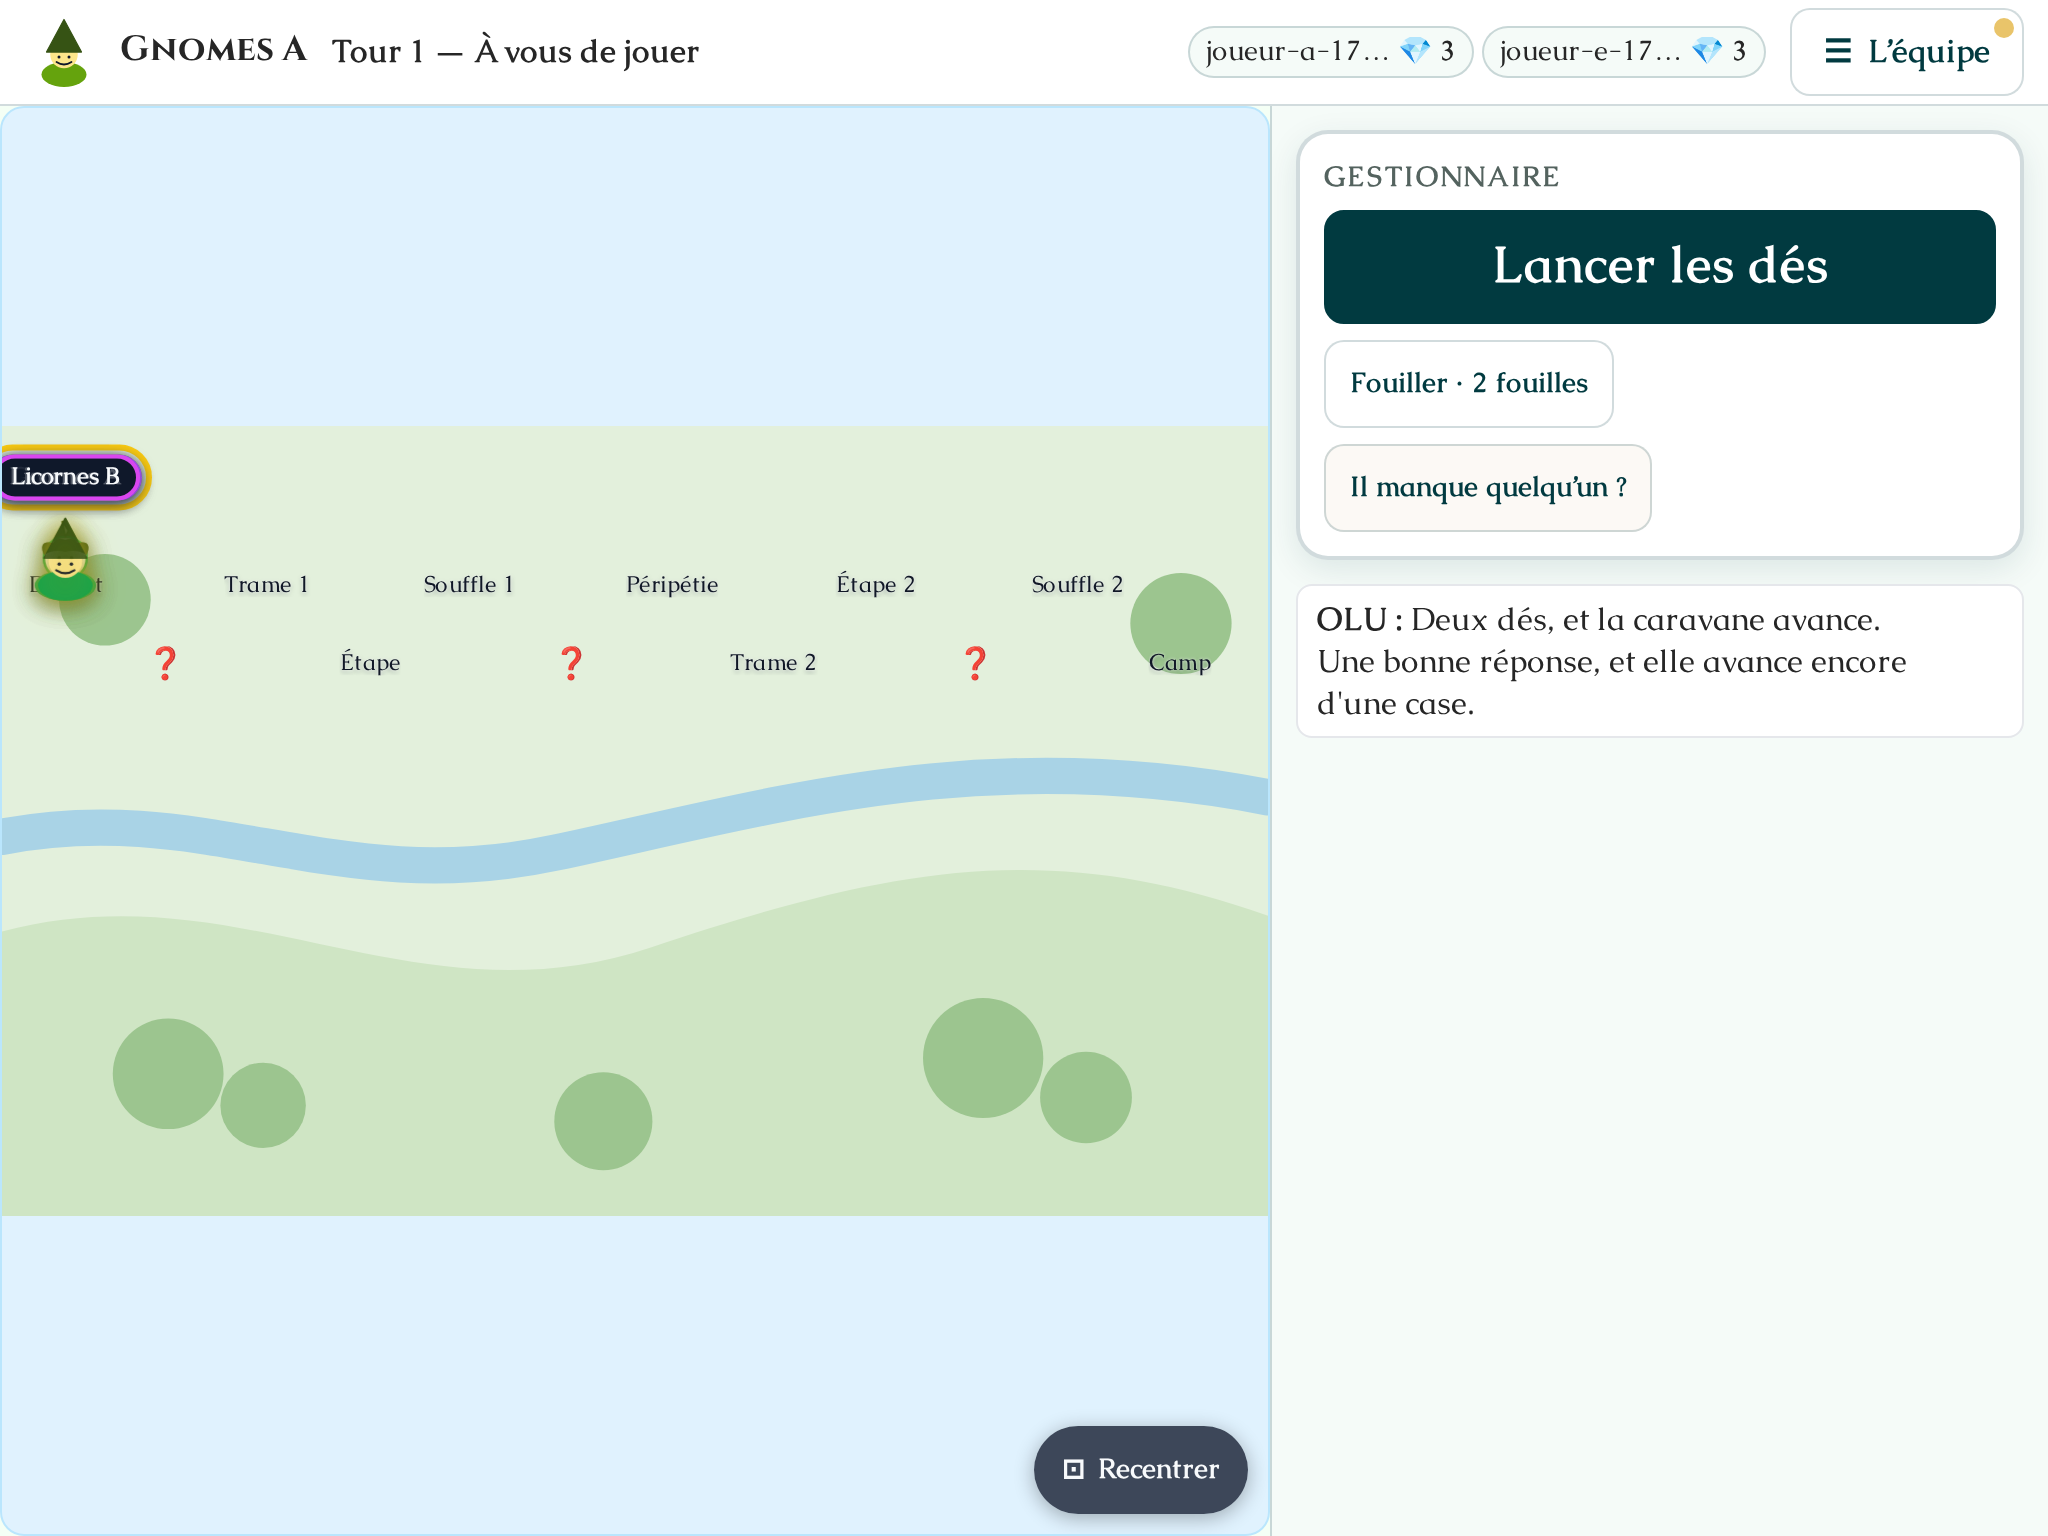 Gnomes A
Tour 1 — À vous de jouer
joueur-a-17… 💎 3
joueur-e-17… 💎 3
☰ L’équipe
GESTIONNAIRE
Lancer les dés
Fouiller · 2 fouilles
Il manque quelqu’un ?
OLU : Deux dés, et la caravane avance.
Une bonne réponse, et elle avance encore
d'une case.
Licornes B
Trame 1
Souffle 1
Péripétie
Étape 2
Souffle 2
❓
Étape
❓
Trame 2
❓
Camp
Recentrer